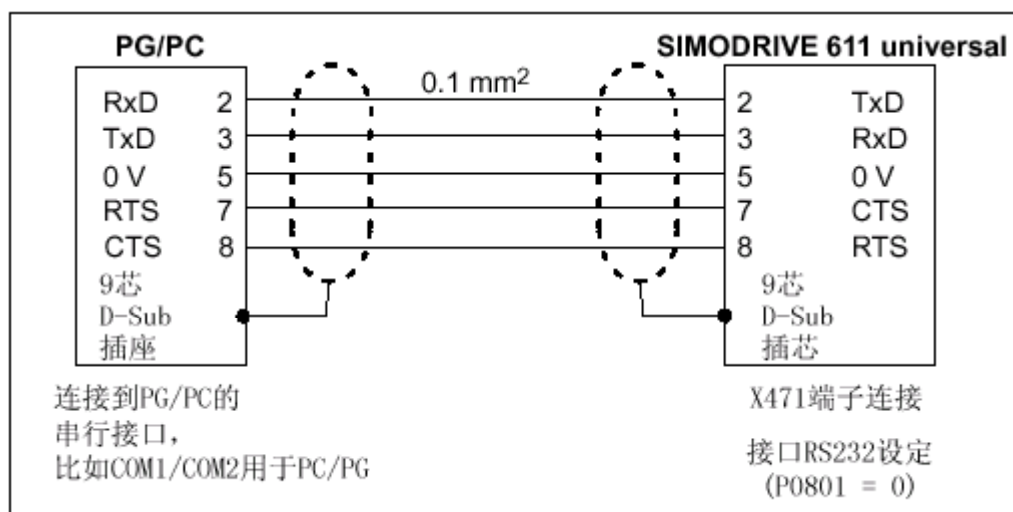 PG/PC
SIMODRIVE 611 universal
0.1 mm²
RxD 2
2 TxD
TxD 3
3 RxD
0 V 5
5 0 V
RTS 7
7 CTS
CTS 8
8 RTS
9芯
D-Sub
插座
9芯
D-Sub
插芯
连接到PG/PC的
串行接口，
比如COM1/COM2用于PC/PG
X471端子连接
接口RS232设定
(P0801 = 0)